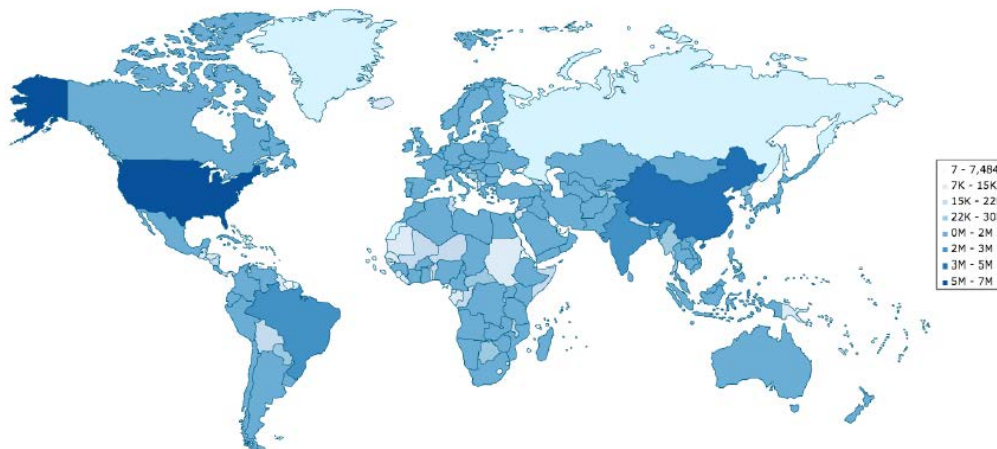 7 - 7,484
7K - 15K
15K - 22
22K - 30
0M - 2M
2M - 3M
3M - 5M
5M - 7M